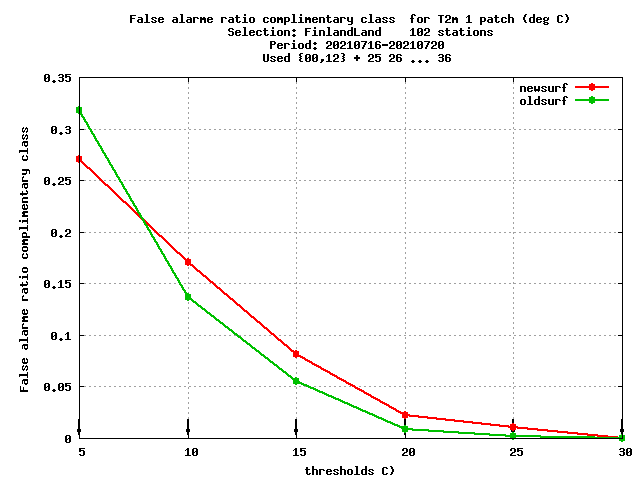 False alarme ratio complimentary class  for T2m 1 patch (deg C)
Selection: FinlandLand    102 stations
Period: 20210716-20210720
Used {00,12} + 25 26 ... 36
newsurf
oldsurf
0.35
0.3
0.25
0.2
0.15
0.1
0.05
0
False alarme ratio complimentary class
5 10 15 20 25 30
thresholds C)